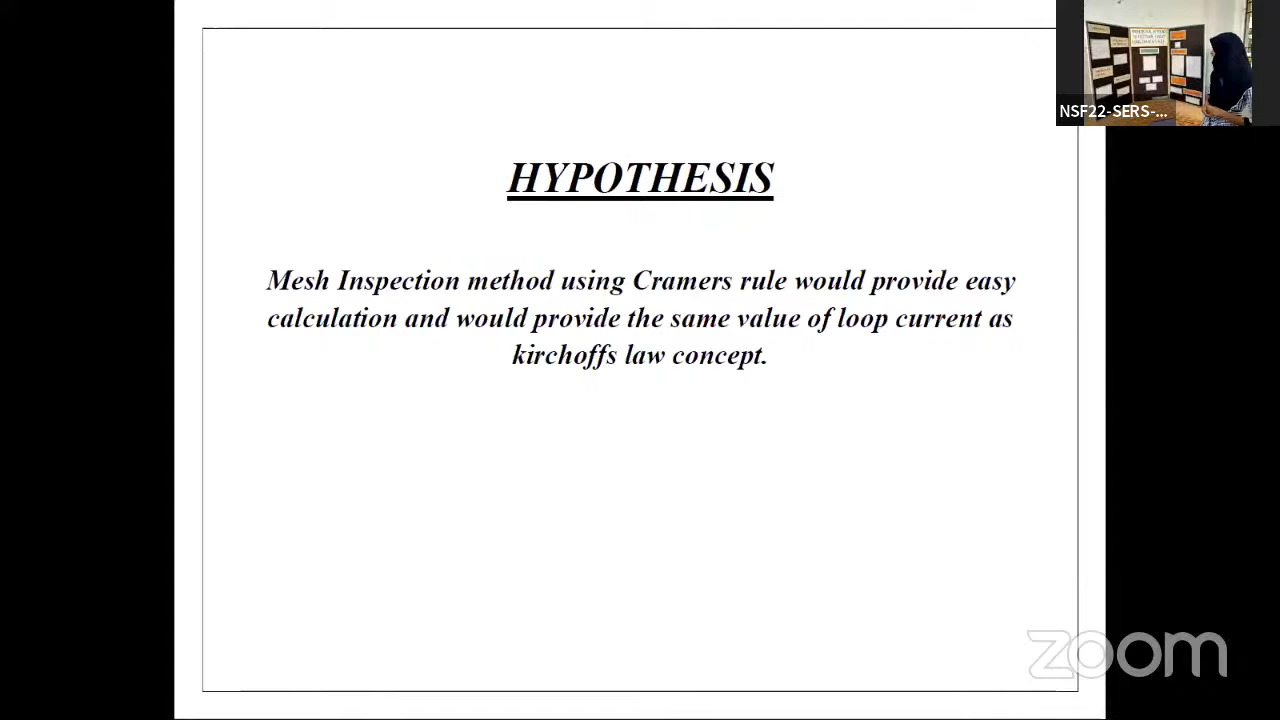 HYPOTHESIS
Mesh Inspection method using Cramers rule would provide easy
calculation and would provide the same value of loop current as
kirchoffs law concept.
NSF22-SERS-...
zoom